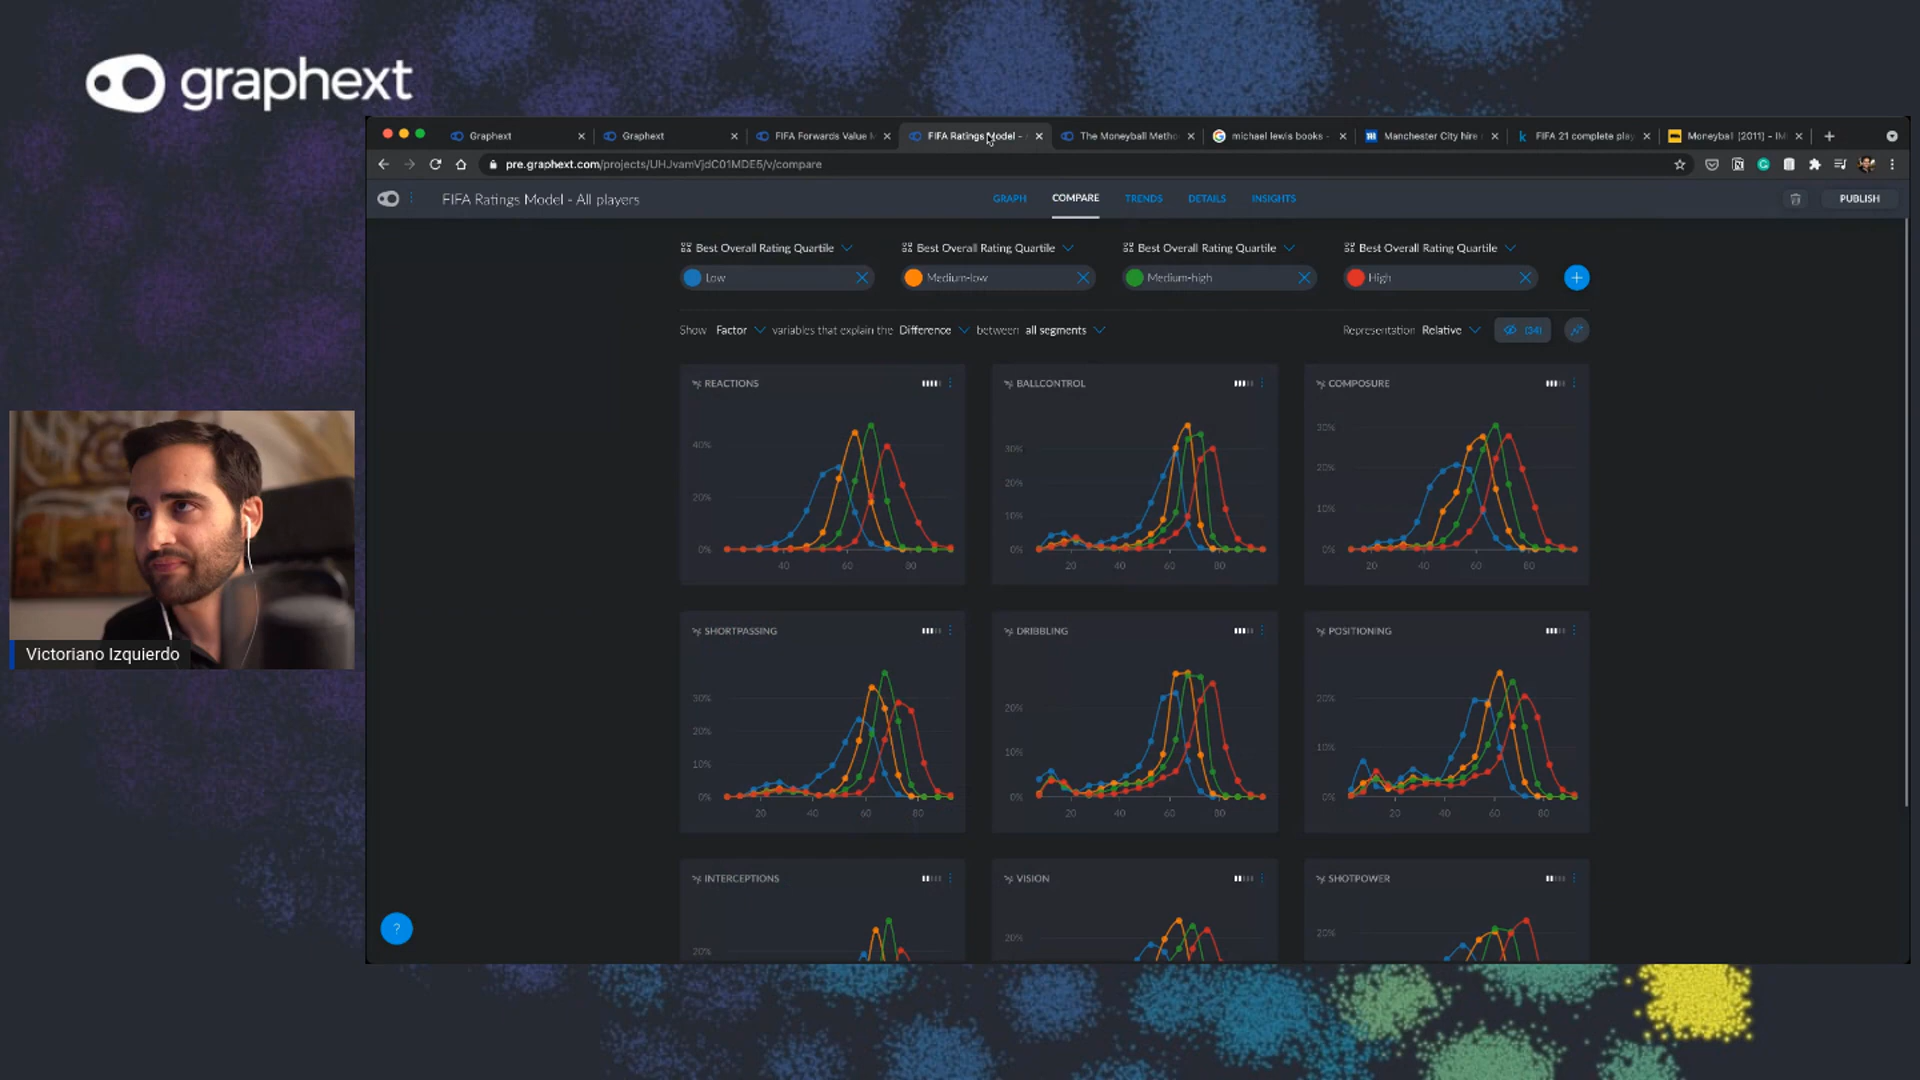 graphext
Graphext
Graphext
FIFA Forwards Value
FIFA Ratings Model -
The Moneyball Metho
michael lewis books -
Manchester City hire
FIFA 21 complete play
Moneyball (2011) - IM
pre.graphext.com/projects/UHJvamVjdC01MDE5/v/compare
FIFA Ratings Model - All players
GRAPH
COMPARE
TRENDS
DETAILS
INSIGHTS
PUBLISH
Best Overall Rating Quartile
Best Overall Rating Quartile
Best Overall Rating Quartile
Best Overall Rating Quartile
Low
Medium-low
Medium-high
High
Show Factor variables that explain the Difference between all segments
Representation Relative
(34)
REACTIONS
40%
20%
0%
40 60 80
BALLCONTROL
30%
20%
10%
0%
20 40 60 80
COMPOSURE
30%
20%
10%
0%
20 40 60 80
SHORTPASSING
30%
20%
10%
0%
20 40 60 80
DRIBBLING
20%
10%
0%
20 40 60 80
POSITIONING
20%
10%
0%
20 40 60 80
INTERCEPTIONS
20%
VISION
20%
SHOTPOWER
20%
?
Victoriano Izquierdo